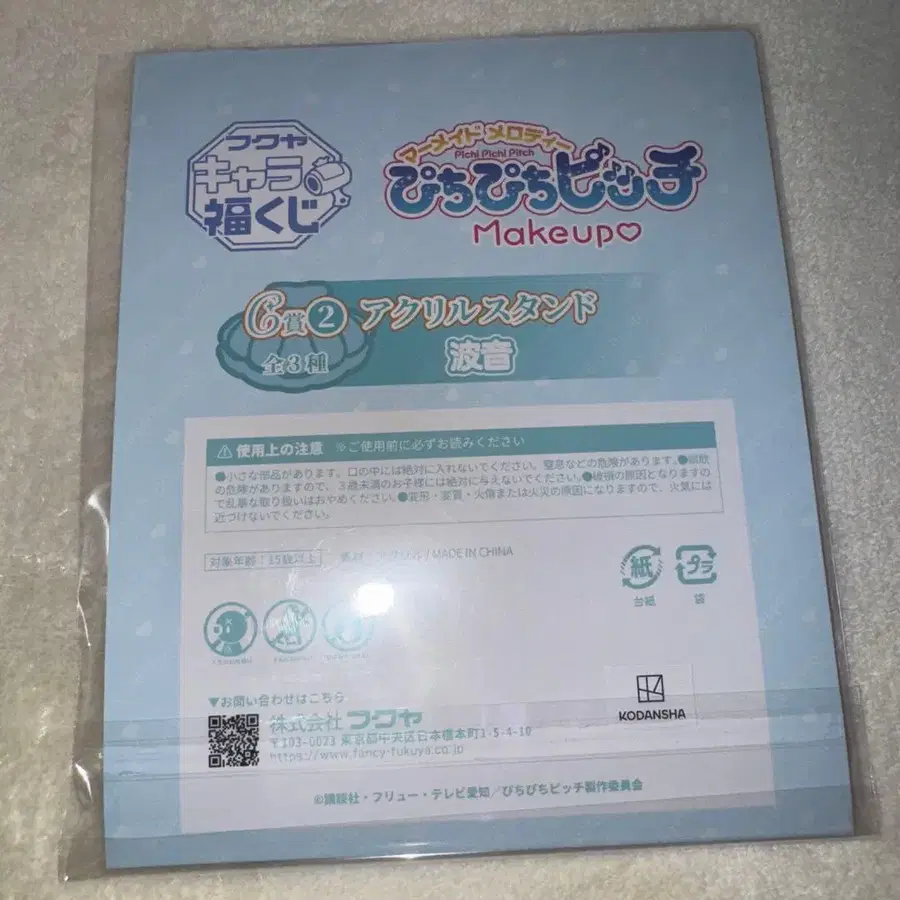 フクヤ
キャラ
福くじ
マーメイド メロディー
Pichi Pichi Pitch
ぴちぴちピッチ
Makeup♡
C賞② アクリルスタンド
全3種
波音
⚠使用上の注意 ※ご使用前に必ずお読みください
●小さな部品があります。口の中には絶対に入れないでください。窒息などの危険があります。●誤飲
の危険がありますので、3歳未満のお子様には絶対に与えないでください。●破損の原因となりますの
で乱暴な取り扱いはおやめください。●変形・変質・火傷または火災の原因になりますので、火気には
近づけないでください。
対象年齢：15歳以上
/ MADE IN CHINA
紙
台紙
プラ
袋
▼お問い合わせはこちら
株式会社フクヤ
〒103-0023 東京都中央区日本橋本町1-5-4-10
https://www.fancy-fukuya.co.jp
KODANSHA
©講談社・フリュー・テレビ愛知／ぴちぴちピッチ製作委員会